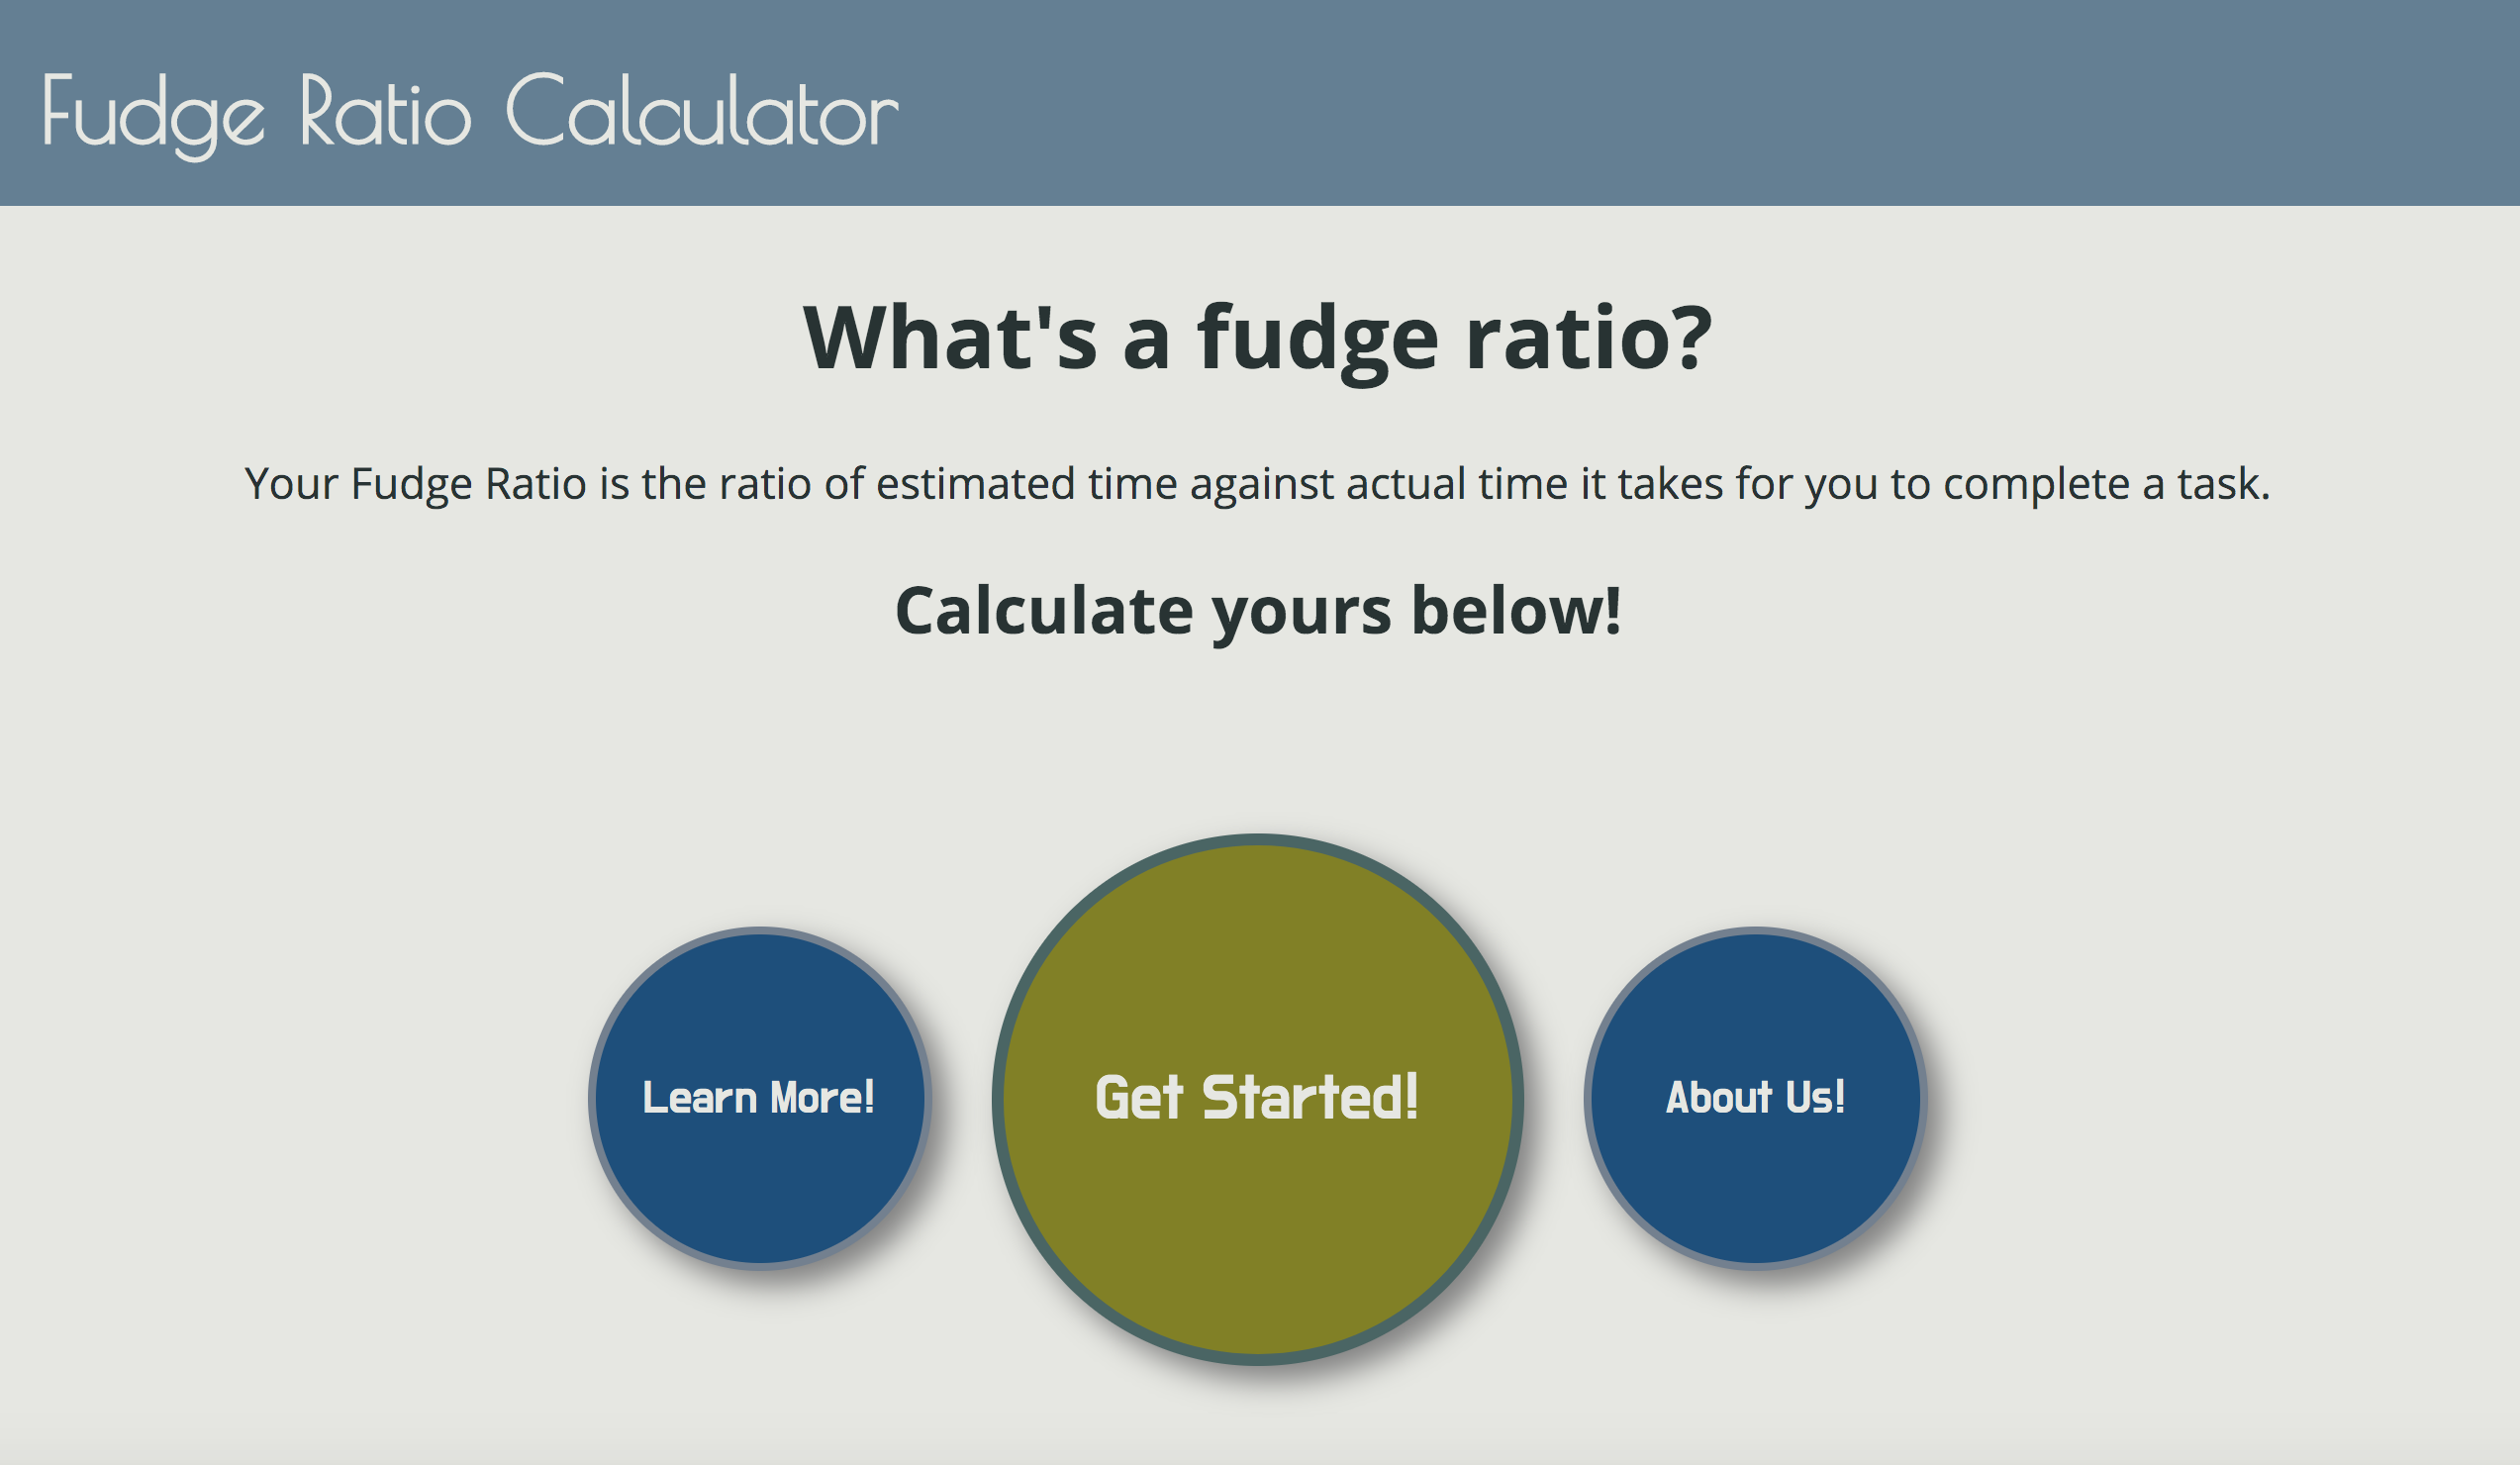 Fudge Ratio Calculator
What's a fudge ratio?
Your Fudge Ratio is the ratio of estimated time against actual time it takes for you to complete a task.
Calculate yours below!
Learn More!
Get Started!
About Us!